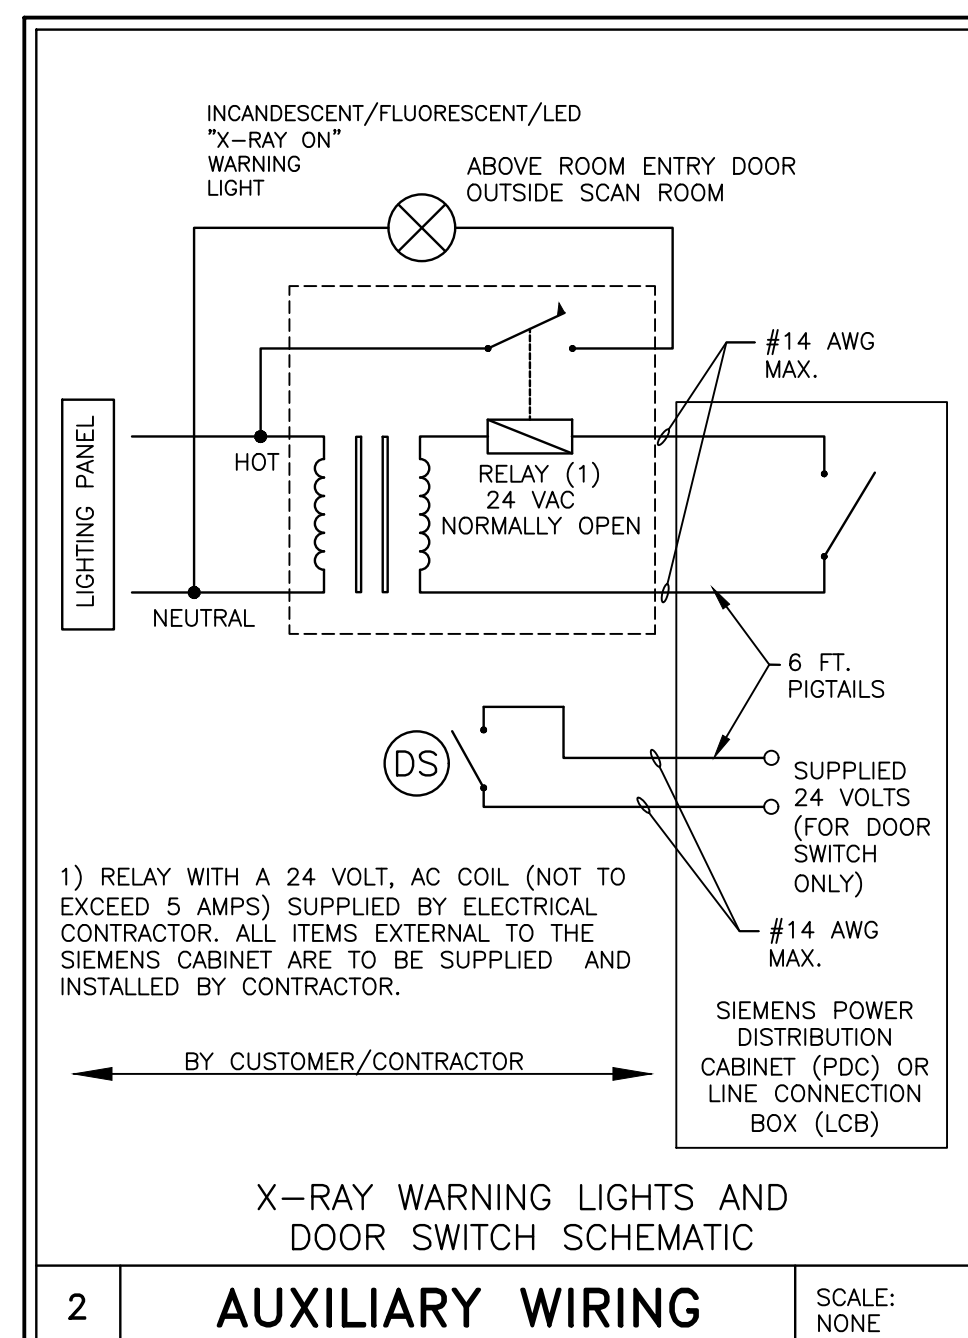 INCANDESCENT/FLUORESCENT/LED
"X-RAY ON"
WARNING
LIGHT
ABOVE ROOM ENTRY DOOR
OUTSIDE SCAN ROOM
#14 AWG
MAX.
LIGHTING PANEL
HOT
RELAY (1)
24 VAC
NORMALLY OPEN
NEUTRAL
6 FT.
PIGTAILS
DS
SUPPLIED
24 VOLTS
(FOR DOOR
SWITCH
ONLY)
1) RELAY WITH A 24 VOLT, AC COIL (NOT TO
EXCEED 5 AMPS) SUPPLIED BY ELECTRICAL
CONTRACTOR. ALL ITEMS EXTERNAL TO THE
SIEMENS CABINET ARE TO BE SUPPLIED AND
INSTALLED BY CONTRACTOR.
#14 AWG
MAX.
SIEMENS POWER
DISTRIBUTION
CABINET (PDC) OR
LINE CONNECTION
BOX (LCB)
BY CUSTOMER/CONTRACTOR
X-RAY WARNING LIGHTS AND
DOOR SWITCH SCHEMATIC
2
AUXILIARY WIRING
SCALE:
NONE